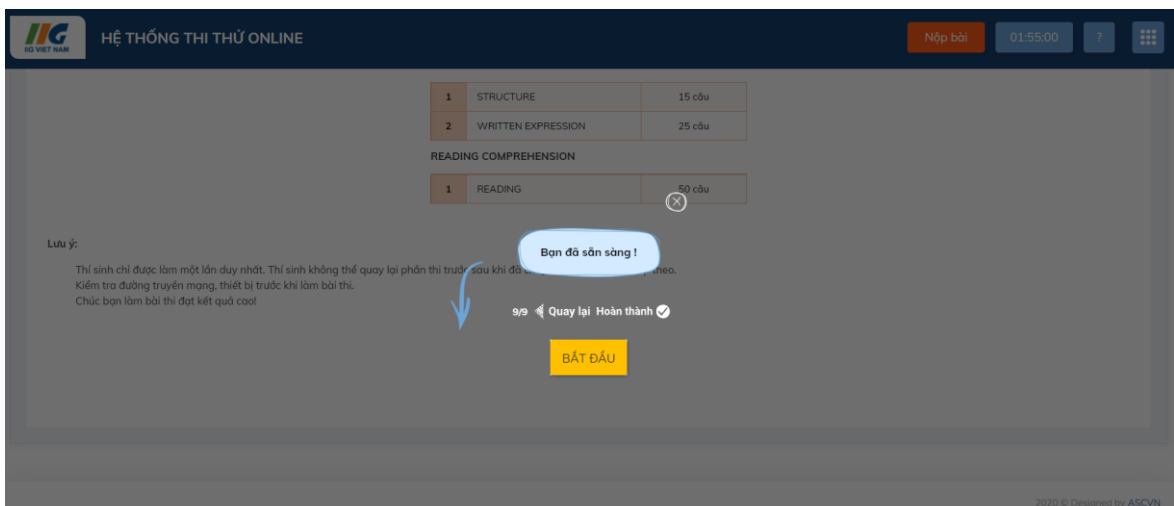 IIG VIET NAM
HỆ THỐNG THI THỬ ONLINE
Nộp bài
01:55:00
?
1 STRUCTURE 15 câu
2 WRITTEN EXPRESSION 25 câu
READING COMPREHENSION
1 READING 50 câu
Lưu ý:
Bạn đã sẵn sàng !
Thí sinh chỉ được làm một lần duy nhất. Thí sinh không thể quay lại phần thi trước sau khi đã theo.
Kiểm tra đường truyền mạng, thiết bị trước khi làm bài thi.
Chúc bạn làm bài thi đạt kết quả cao!
9/9 Quay lại Hoàn thành
BẮT ĐẦU
2020 © Designed by ASCVN